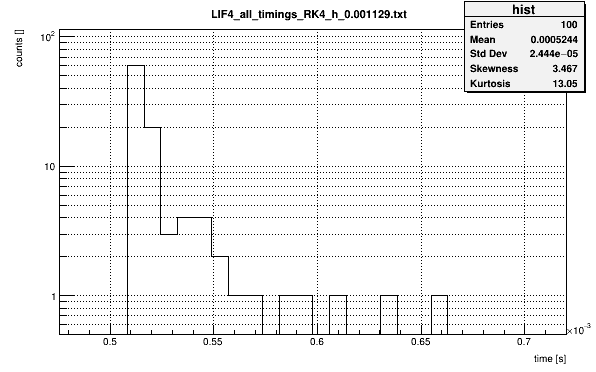 LIF4_all_timings_RK4_h_0.001129.txt
hist
Entries 100
Mean 0.0005244
Std Dev 2.444e−05
Skewness 3.467
Kurtosis 13.05
counts []
10²
10
1
0.5 0.55 0.6 0.65 0.7
×10⁻³
time [s]